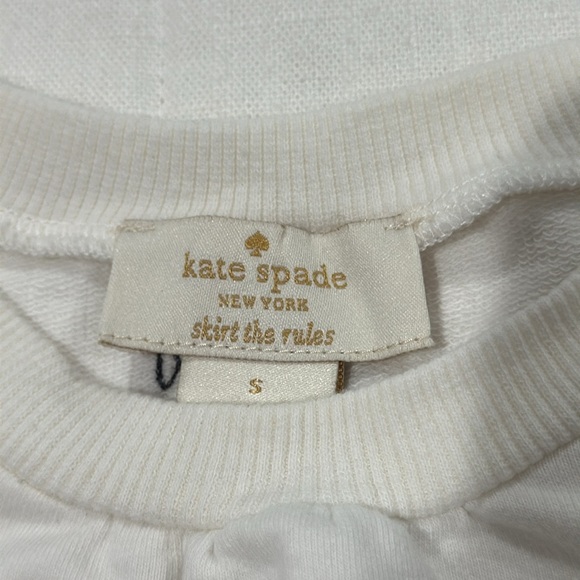 kate spade
NEW YORK
skirt the rules
S